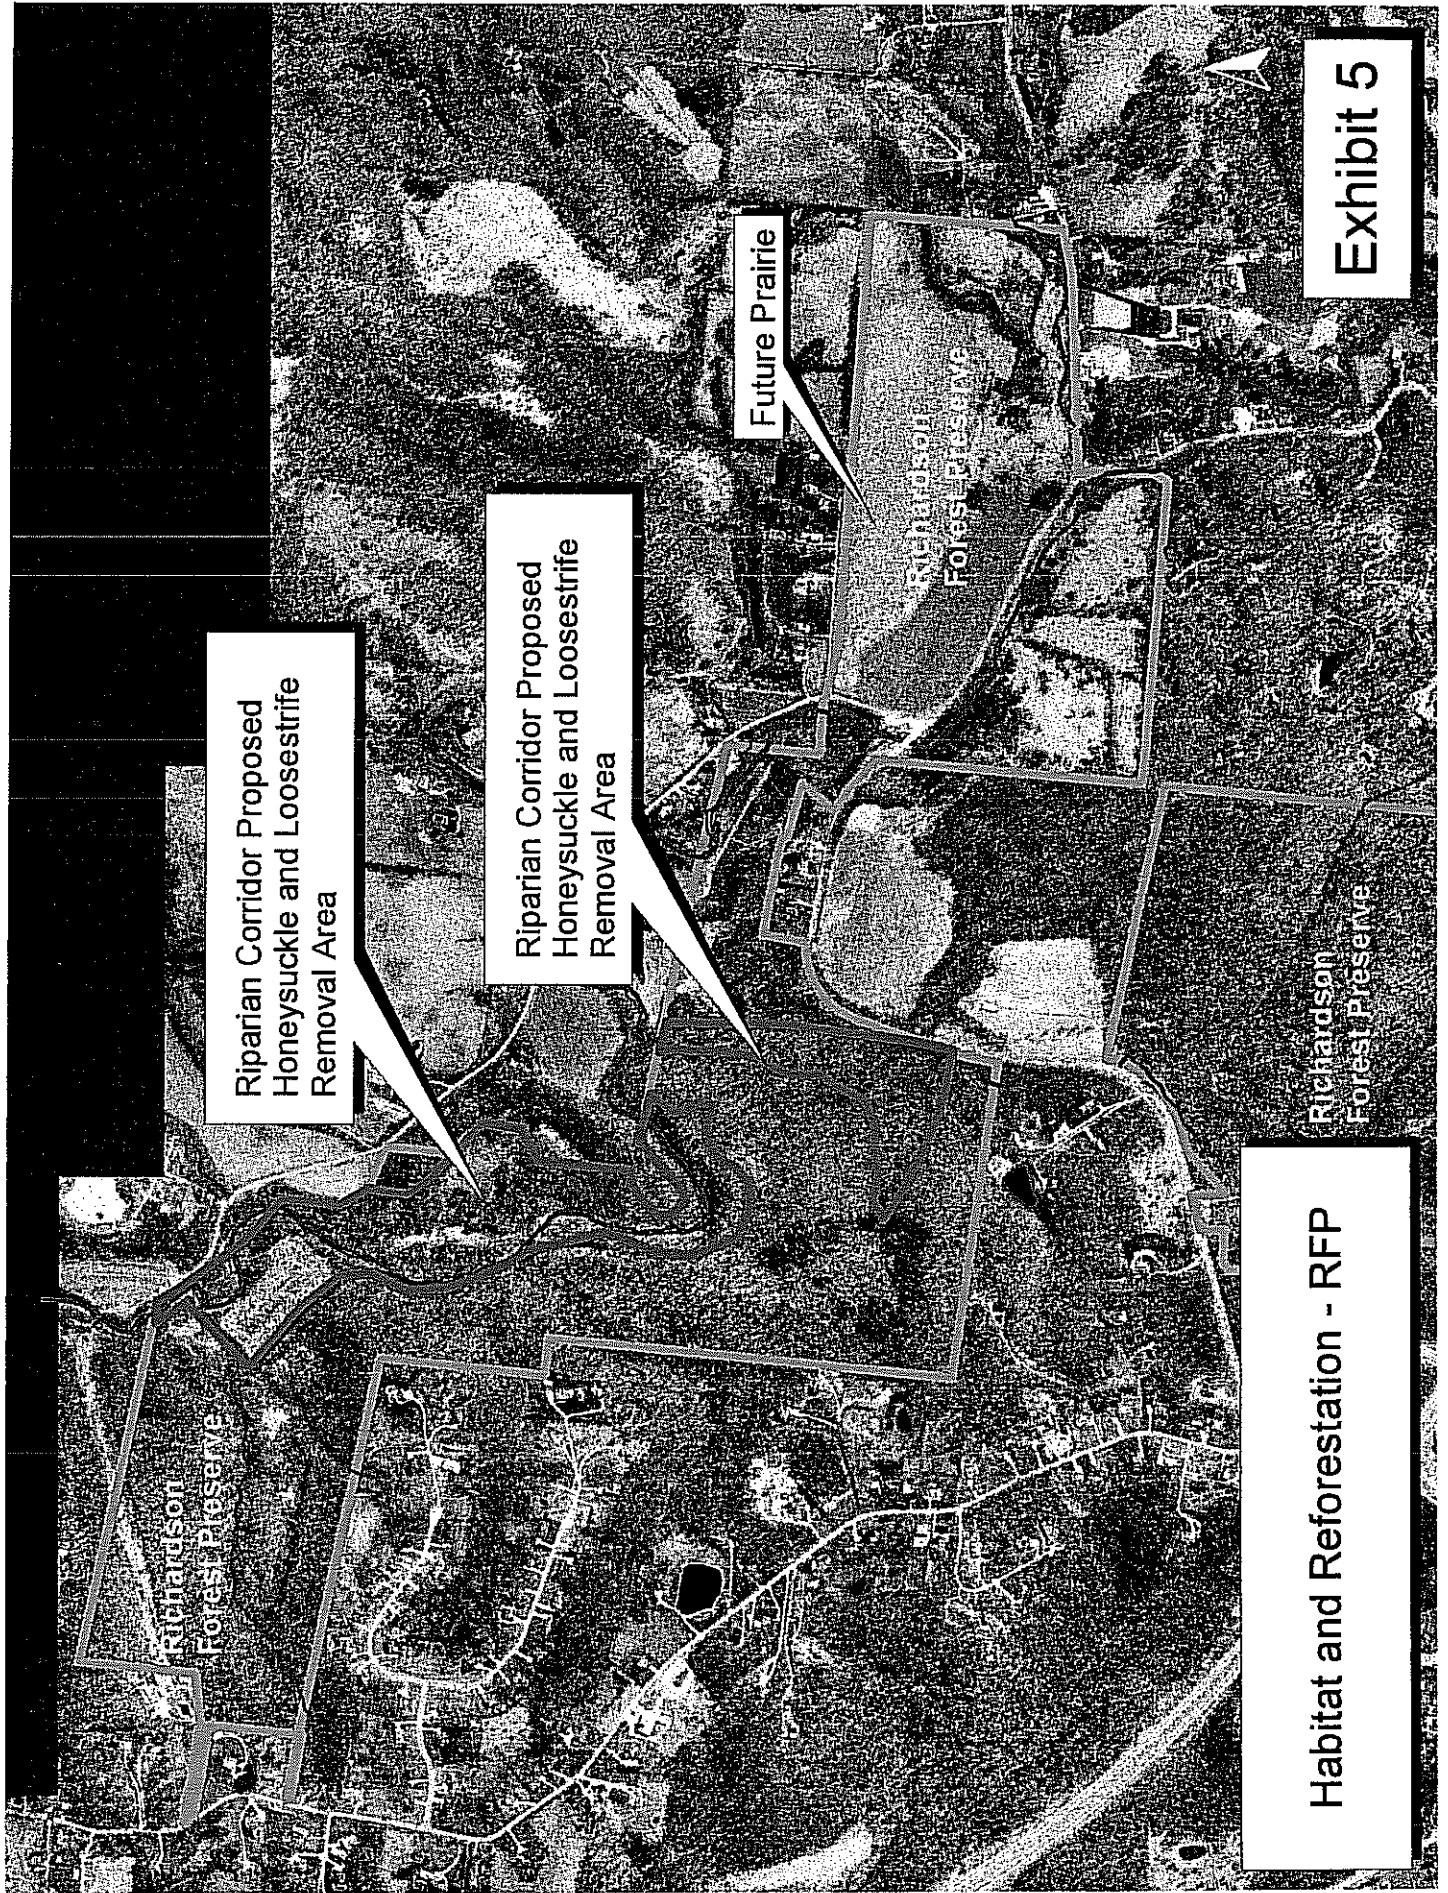 Riparian Corridor Proposed
Honeysuckle and Loosestrife
Removal Area
Riparian Corridor Proposed
Honeysuckle and Loosestrife
Removal Area
Future Prairie
Richardson
Forest Preserve
Richardson
Forest Preserve
Richardson
Forest Preserve
Habitat and Reforestation - RFP
Exhibit 5